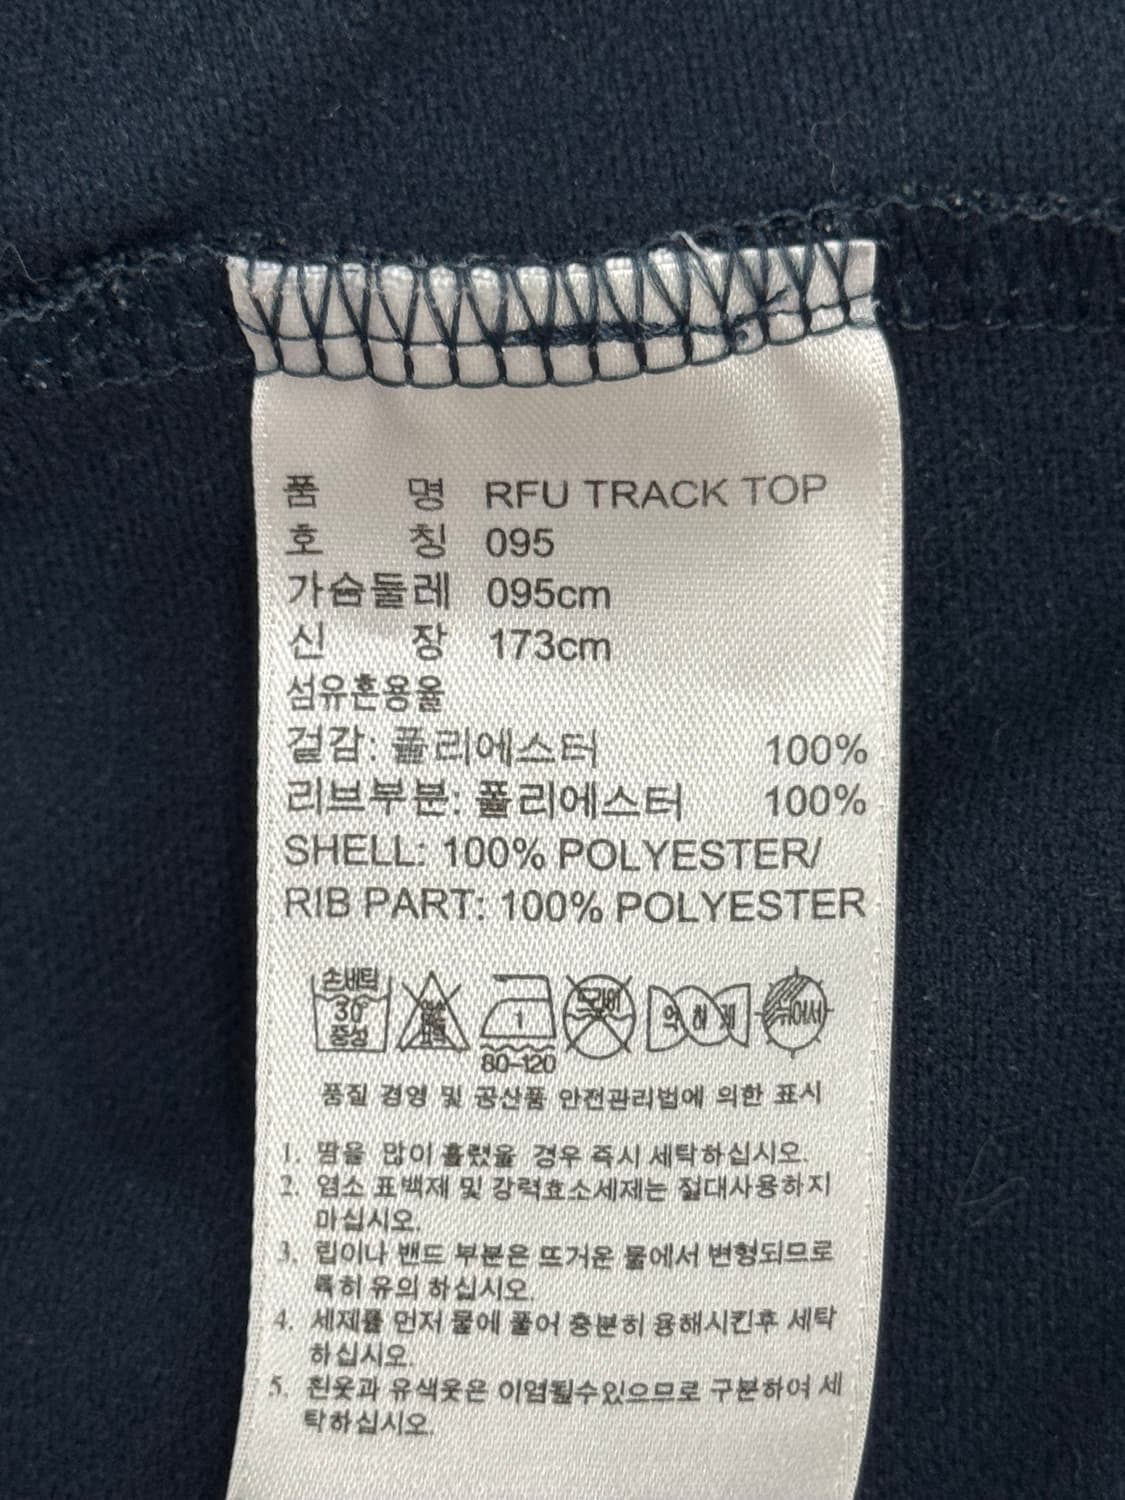 품 명 RFU TRACK TOP
호 칭 095
가슴둘레 095cm
신 장 173cm
섬유혼용율
겉감: 폴리에스터 100%
리브부분: 폴리에스터 100%
SHELL: 100% POLYESTER/
RIB PART: 100% POLYESTER
손세탁
30
중성
1
80-120
드라이
약하게
뉘어서
품질 경영 및 공산품 안전관리법에 의한 표시
1. 땀을 많이 흘렸을 경우 즉시 세탁하십시오.
2. 염소 표백제 및 강력효소세제는 절대사용하지
마십시오.
3. 립이나 밴드 부분은 뜨거운 물에서 변형되므로
특히 유의 하십시오.
4. 세제를 먼저 물에 풀어 충분히 용해시킨후 세탁
하십시오.
5. 흰옷과 유색옷은 이염될수있으므로 구분하여 세
탁하십시오.